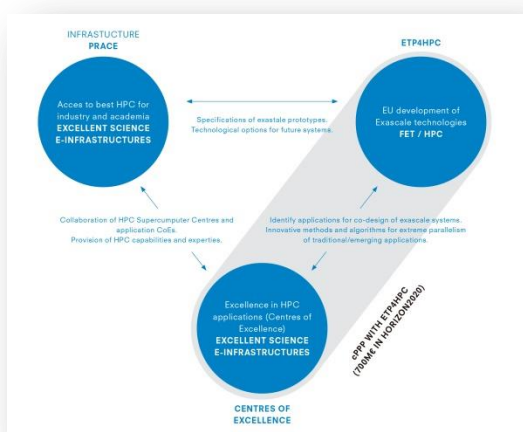 INFRASTUCTURE
PRACE
ETP4HPC
Acces to best HPC for
industry and academia
EXCELLENT SCIENCE
E-INFRASTRUCTURES
EU development of
Exascale technologies
FET / HPC
Specifications of exastale prototypes.
Technological options for future systems.
Collaboration of HPC Supercumputer Centres and
application CoEs.
Provision of HPC capabilities and experties.
Identify applications for co-design of exascale systems.
Innovative methods and algorithms for extreme parallelism
of traditional/emerging applications
Excellence in HPC
applications (Centres of
Excellence)
EXCELLENT SCIENCE
E-INFRASTRUCTURES
cPPP WITH ETP4HPC
(700M€ IN HORIZON2020)
CENTRES OF
EXCELLENCE